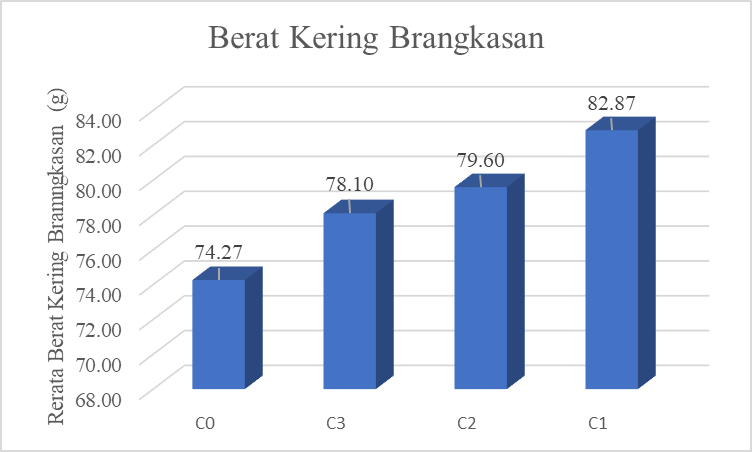 Berat Kering Brangkasan
Rerata Berat Kering Bramngkasan (g)
84.00
82.00
80.00
78.00
76.00
74.00
72.00
70.00
68.00
74.27
78.10
79.60
82.87
C0
C3
C2
C1